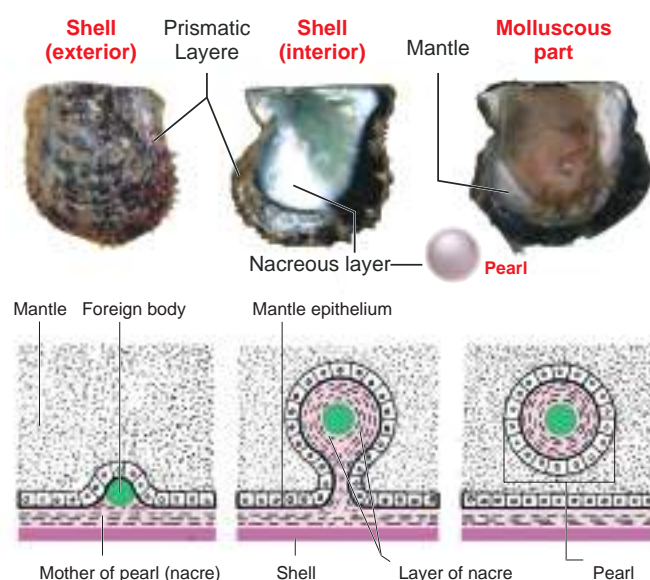 Shell
(exterior)
Prismatic
Layere
Shell
(interior)
Mantle
Molluscous
part
Nacreous layer
Pearl
Mantle
Foreign body
Mantle epithelium
Mother of pearl (nacre)
Shell
Layer of nacre
Pearl